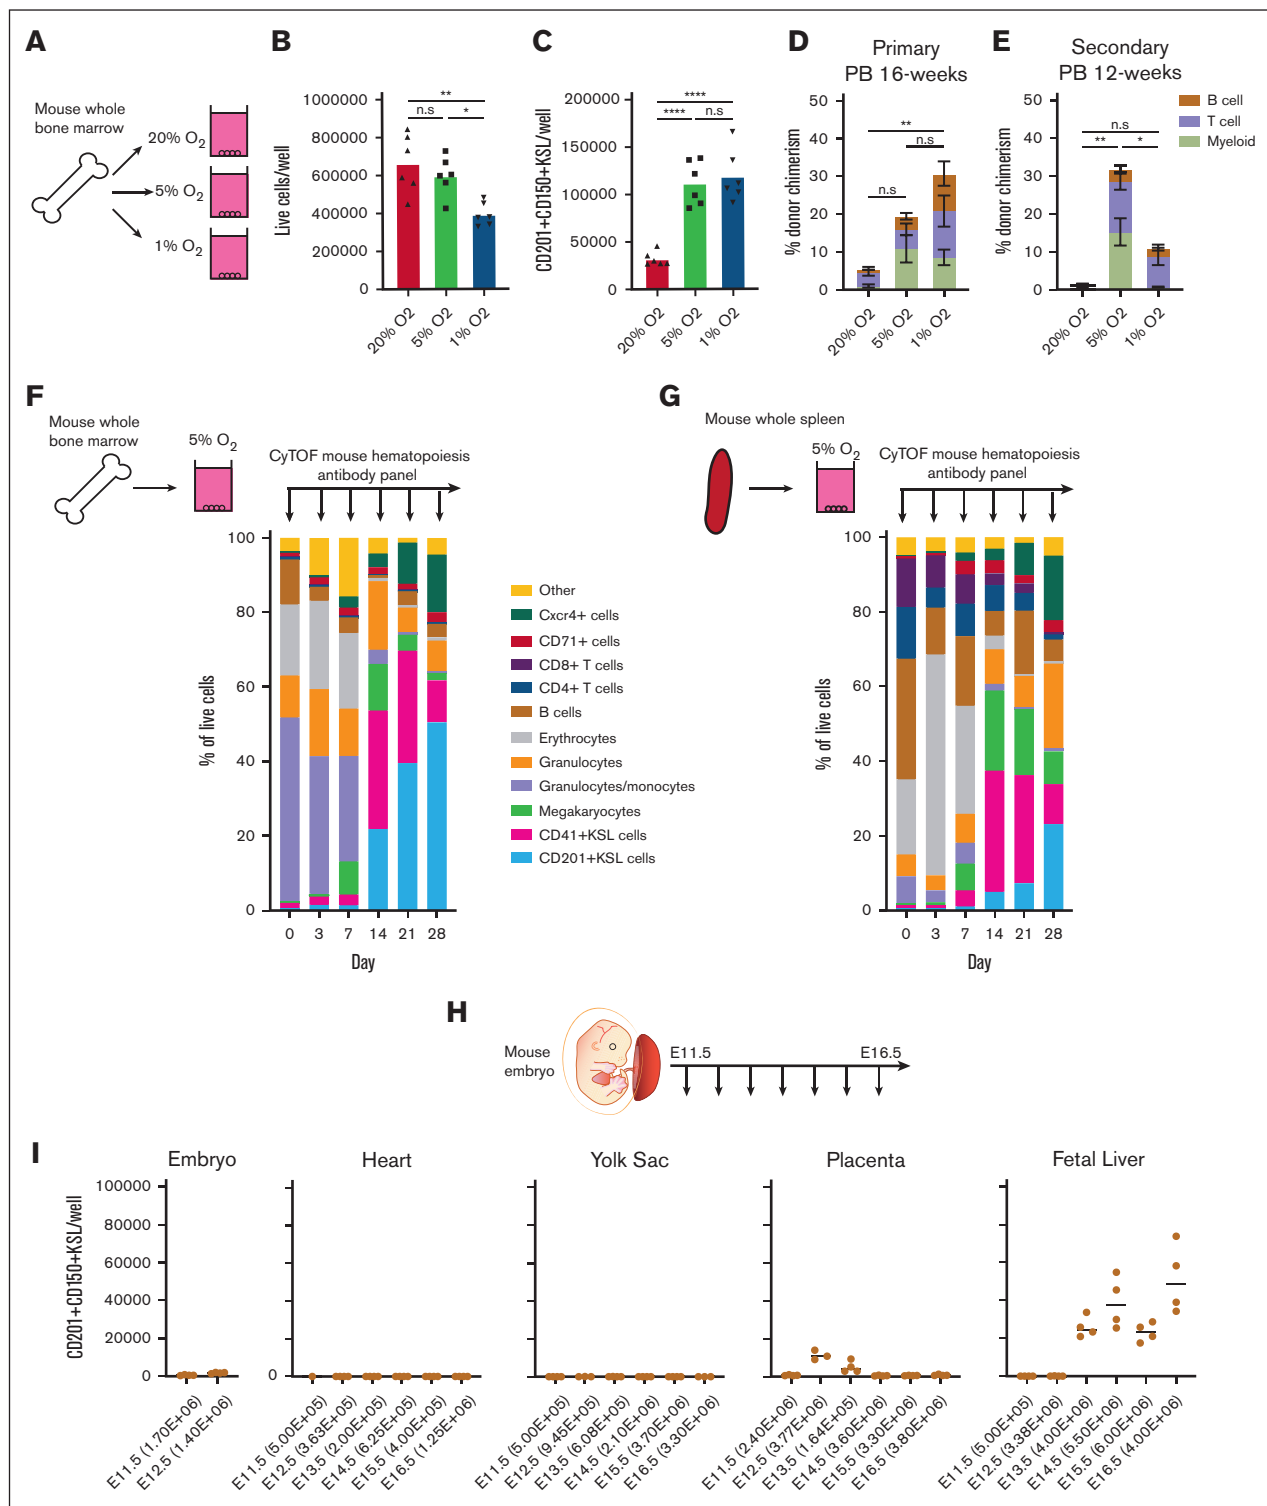 A
Mouse whole
bone marrow
20% O2
5% O2
1% O2
B
Live cells/well
1000000
800000
600000
400000
200000
0
**
n.s
*
20% O2
5% O2
1% O2
C
CD201+CD150+KSL/well
200000
150000
100000
50000
0
****
****
n.s
20% O2
5% O2
1% O2
D
Primary
PB 16-weeks
% donor chimerism
50
40
30
20
10
0
**
n.s
n.s
20% O2
5% O2
1% O2
E
Secondary
PB 12-weeks
% donor chimerism
50
40
30
20
10
0
n.s
**
*
20% O2
5% O2
1% O2
B cell
T cell
Myeloid
F
Mouse whole
bone marrow
5% O2
CyTOF mouse hematopoiesis
antibody panel
% of live cells
100
80
60
40
20
0
0
3
7
14
21
28
Day
Other
Cxcr4+ cells
CD71+ cells
CD8+ T cells
CD4+ T cells
B cells
Erythrocytes
Granulocytes
Granulocytes/monocytes
Megakaryocytes
CD41+KSL cells
CD201+KSL cells
G
Mouse whole spleen
5% O2
CyTOF mouse hematopoiesis
antibody panel
% of live cells
100
80
60
40
20
0
0
3
7
14
21
28
Day
H
Mouse
embryo
E11.5
E16.5
I
CD201+CD150+KSL/well
Embryo
100000
80000
60000
40000
20000
0
E11.5 (1.70E+06)
E12.5 (1.40E+06)
Heart
0
E11.5 (5.00E+05)
E12.5 (3.63E+05)
E13.5 (2.00E+05)
E14.5 (6.25E+05)
E15.5 (4.00E+05)
E16.5 (1.25E+06)
Yolk Sac
E11.5 (5.00E+05)
E12.5 (9.45E+05)
E13.5 (6.08E+05)
E14.5 (2.10E+06)
E15.5 (3.70E+06)
E16.5 (3.30E+06)
Placenta
E11.5 (2.40E+06)
E12.5 (3.77E+06)
E13.5 (1.64E+05)
E14.5 (3.60E+06)
E15.5 (3.30E+06)
E16.5 (3.80E+06)
Fetal Liver
E11.5 (5.00E+05)
E12.5 (3.38E+06)
E13.5 (4.00E+06)
E14.5 (5.50E+06)
E15.5 (6.00E+06)
E16.5 (4.00E+06)